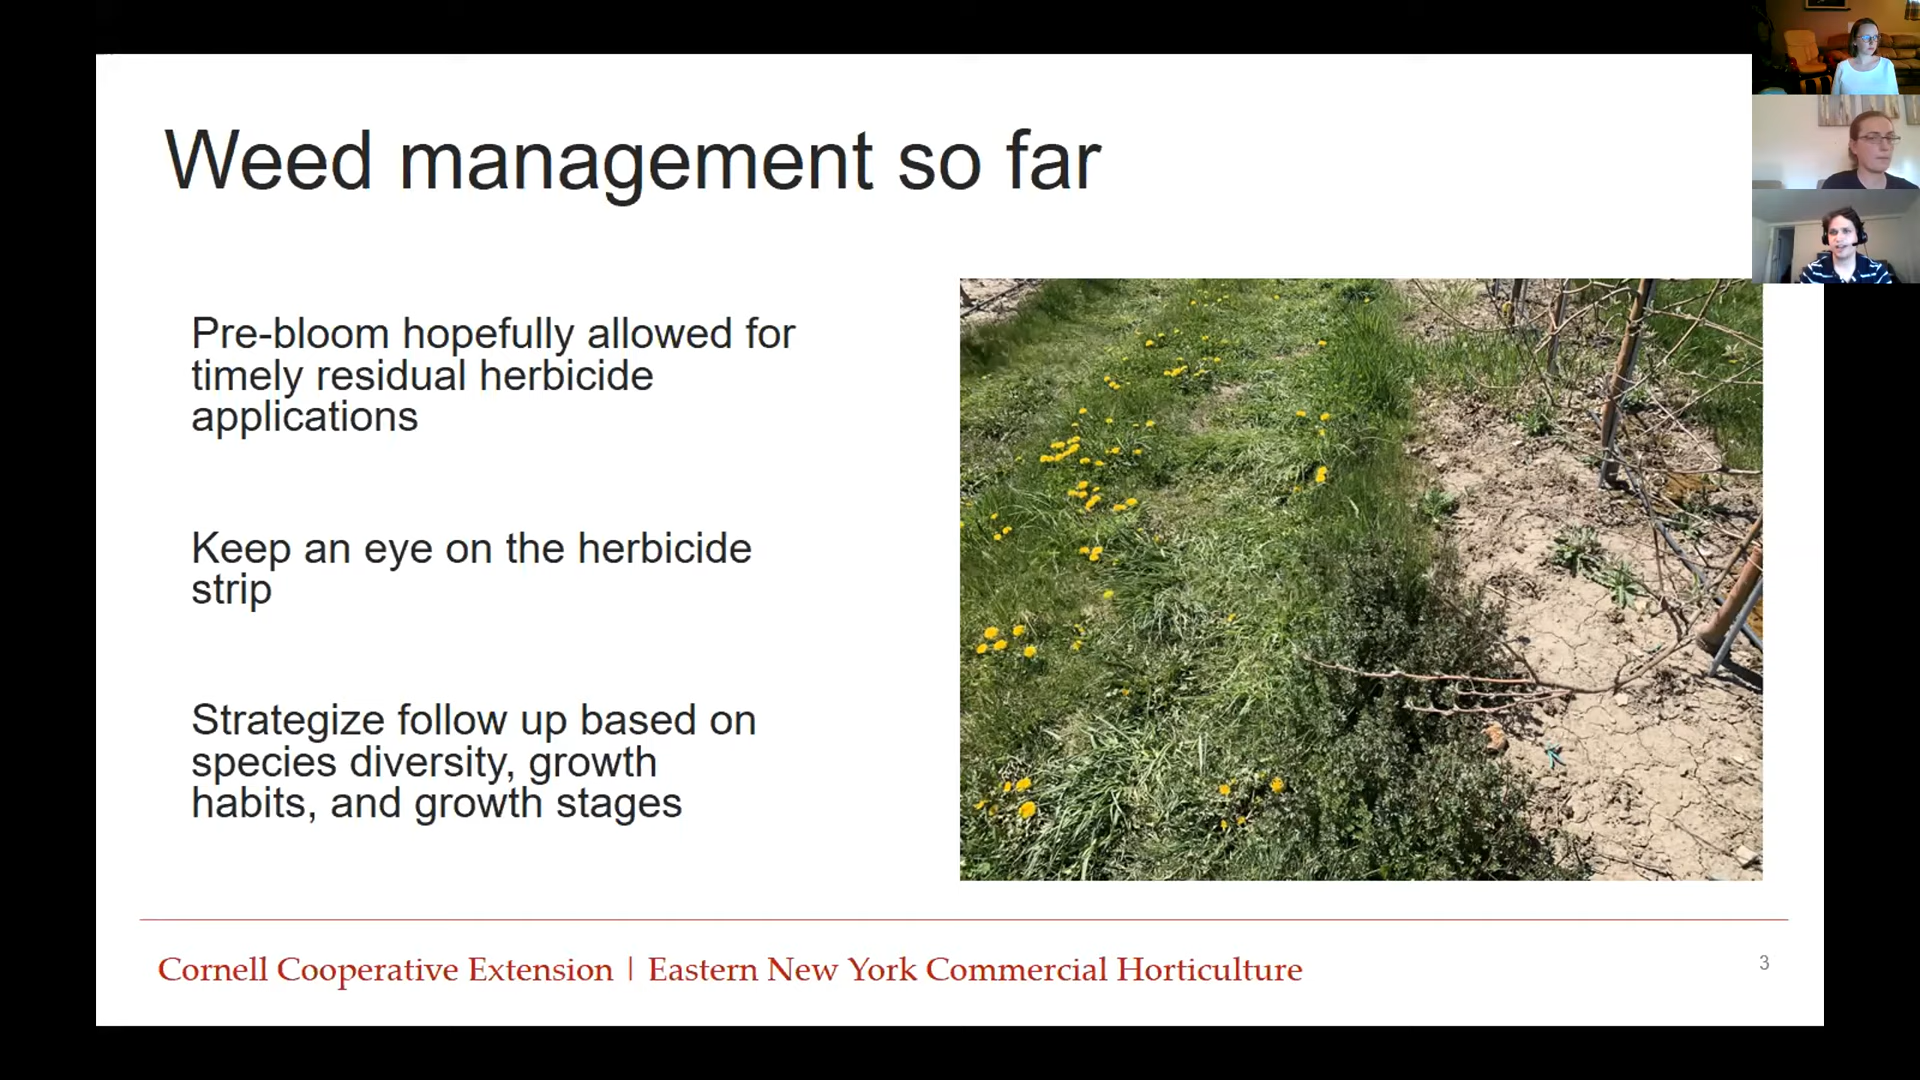 Weed management so far
Pre-bloom hopefully allowed for
timely residual herbicide
applications
Keep an eye on the herbicide
strip
Strategize follow up based on
species diversity, growth
habits, and growth stages
Cornell Cooperative Extension | Eastern New York Commercial Horticulture
3